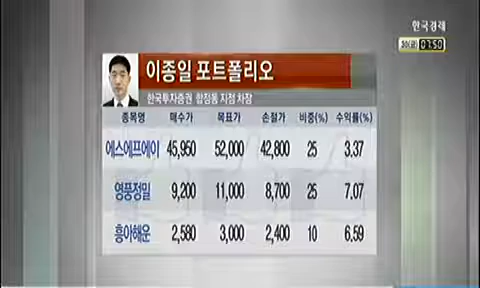 한국경제
30(금) 07:50
이종일 포트폴리오
한국투자증권 합정동 지점 차장
종목명 매수가 목표가 손절가 비중(%) 수익률(%)
에스에프에이 45,950 52,000 42,800 25 3.37
영풍정밀 9,200 11,000 8,700 25 7.07
흥아해운 2,580 3,000 2,400 10 6.59